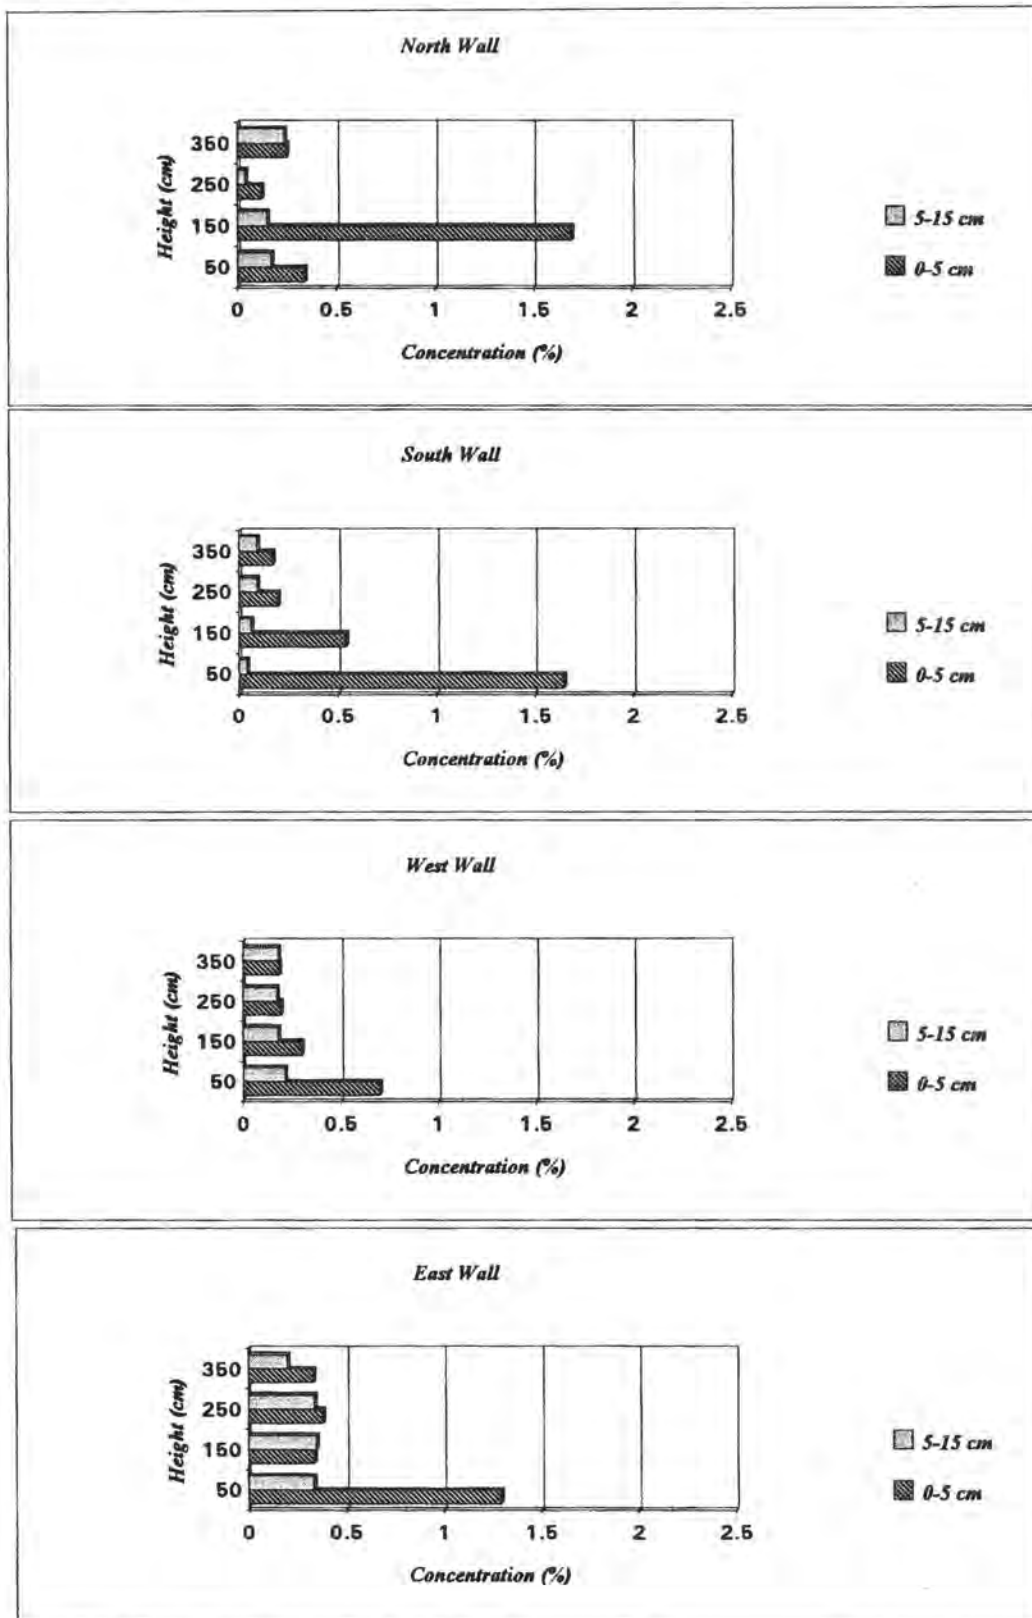 North Wall
Height (cm)
350
250
150
50
0 0.5 1 1.5 2 2.5
Concentration (%)
5-15 cm
0-5 cm
South Wall
Height (cm)
350
250
150
50
0 0.5 1 1.5 2 2.5
Concentration (%)
5-15 cm
0-5 cm
West Wall
Height (cm)
350
250
150
50
0 0.5 1 1.5 2 2.5
Concentration (%)
5-15 cm
0-5 cm
East Wall
Height (cm)
350
250
150
50
0 0.5 1 1.5 2 2.5
Concentration (%)
5-15 cm
0-5 cm